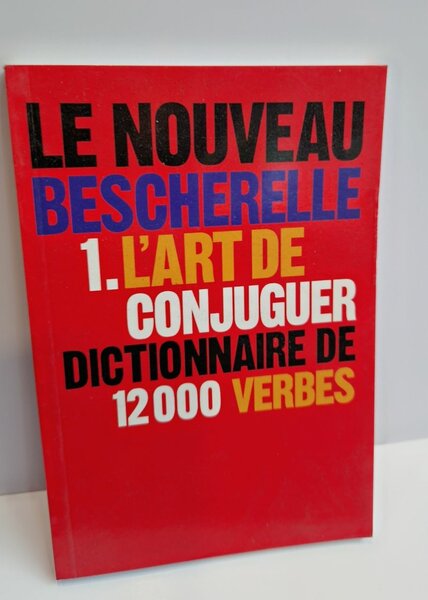 LE NOUVEAU
BESCHERELLE
1. L'ART DE
CONJUGUER
DICTIONNAIRE DE
12000 VERBES